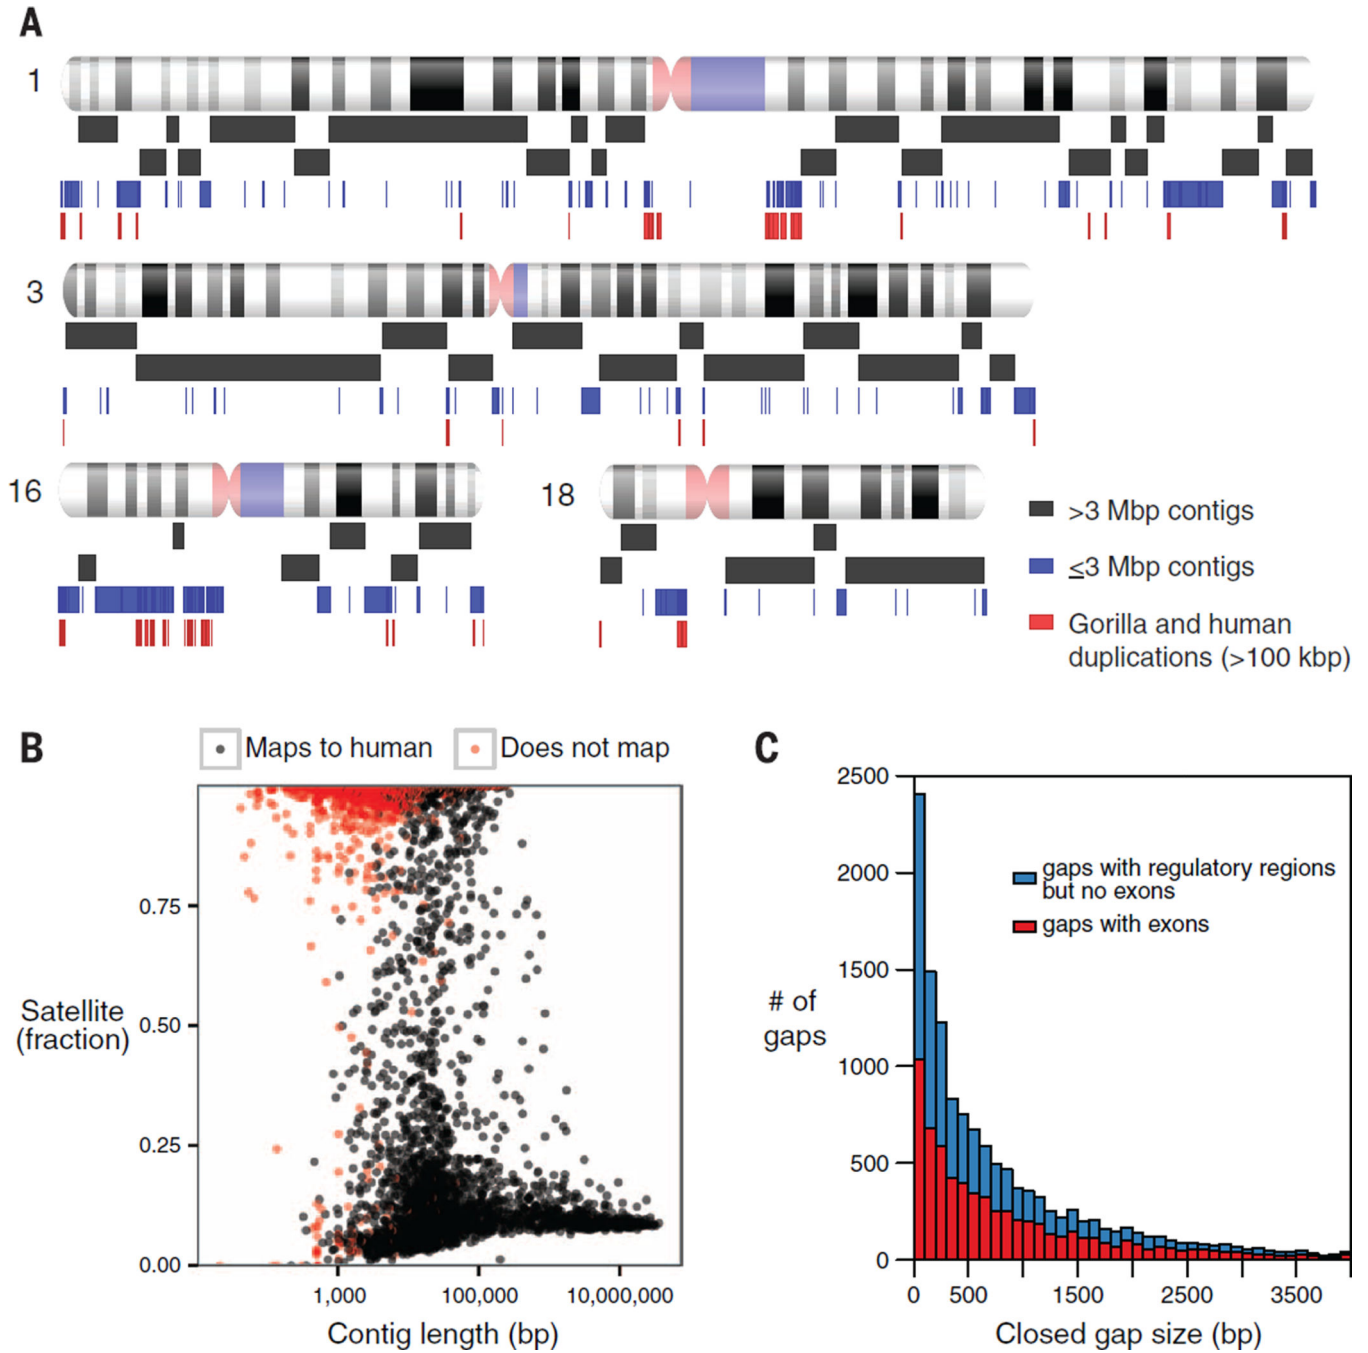 A
1
3
16
18
>3 Mbp contigs
≤3 Mbp contigs
Gorilla and human
duplications (>100 kbp)
B
Maps to human
Does not map
0.75
Satellite
(fraction)
0.50
0.25
0.00
1,000
100,000
10,000,000
Contig length (bp)
C
2500
2000
gaps with regulatory regions
but no exons
gaps with exons
1500
# of
gaps
1000
500
0
0
500
1500
2500
3500
Closed gap size (bp)